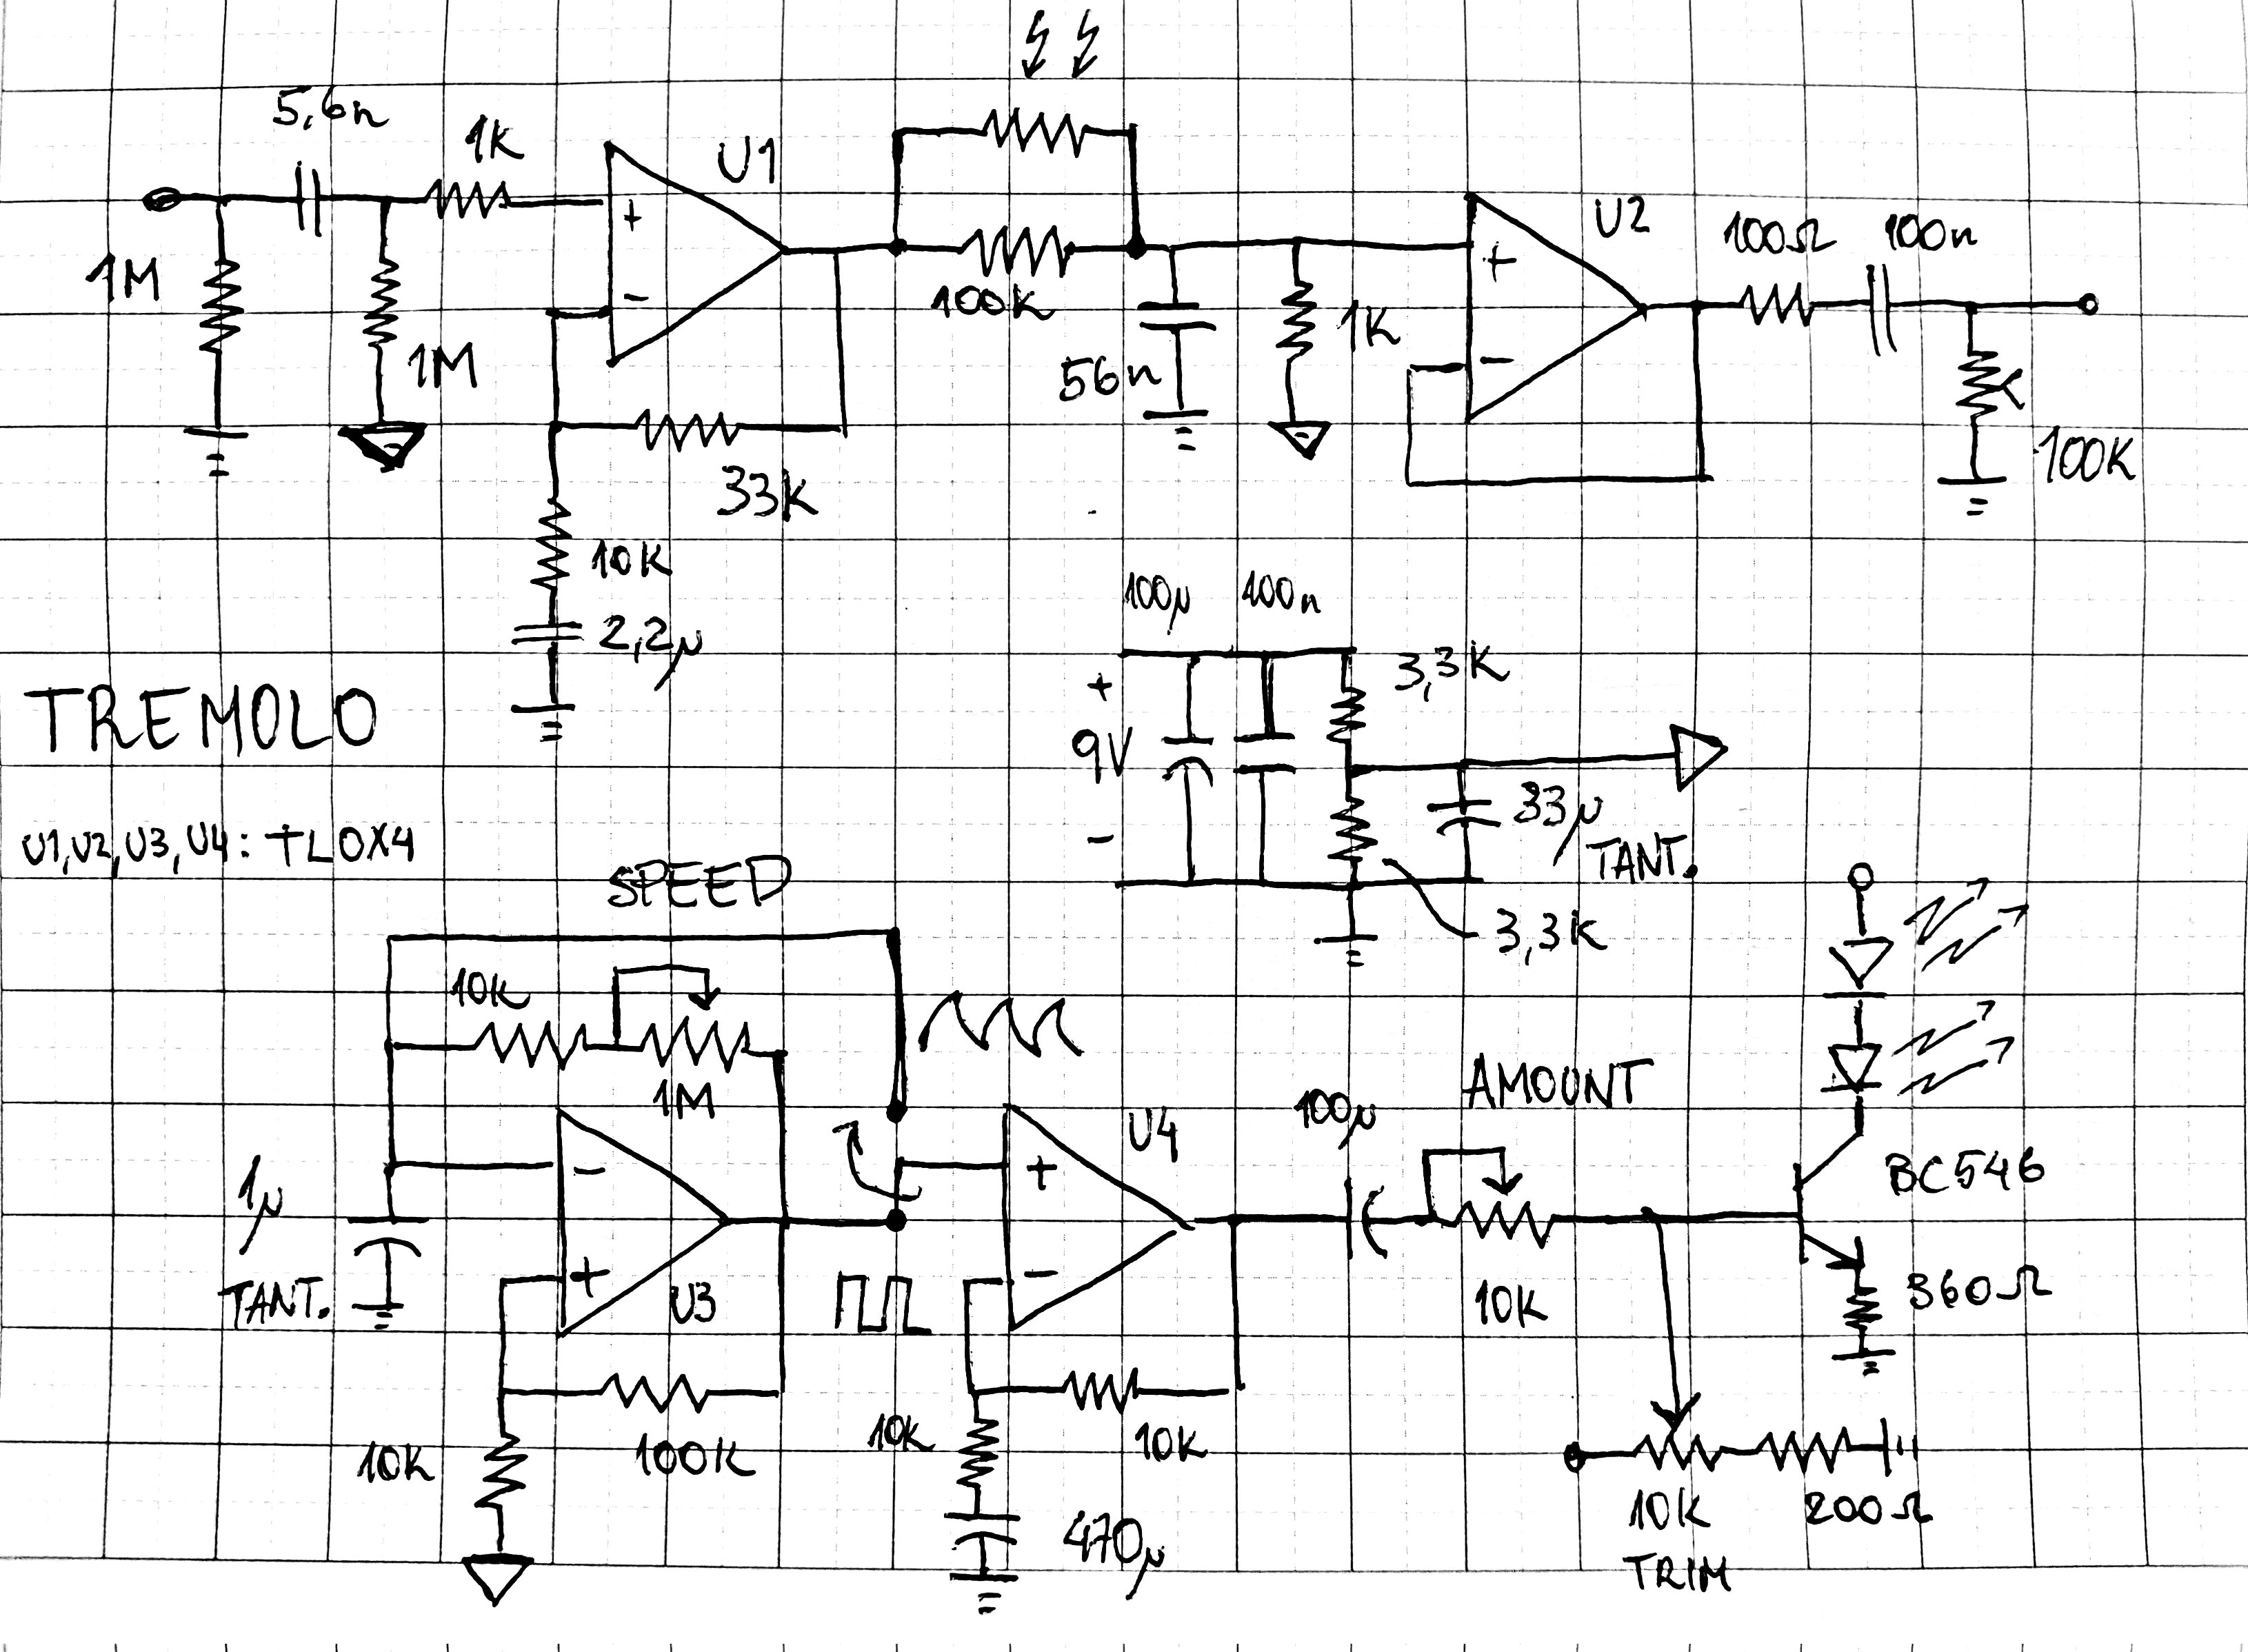 5,6n
1K
U1
+
-
1M
1M
33K
10K
2,2μ
100K
56n
1K
U2
+
-
100Ω
100n
100K
100μ 100n
+
9V
-
3,3K
33μ
TANT.
3,3K
TREMOLO
U1,U2,U3,U4: TL0X4
SPEED
10K
1M
1μ
TANT.
-
+
U3
100K
10K
U4
+
-
10K
10K
470μ
100μ
AMOUNT
10K
BC546
360Ω
10K
TRIM
200Ω